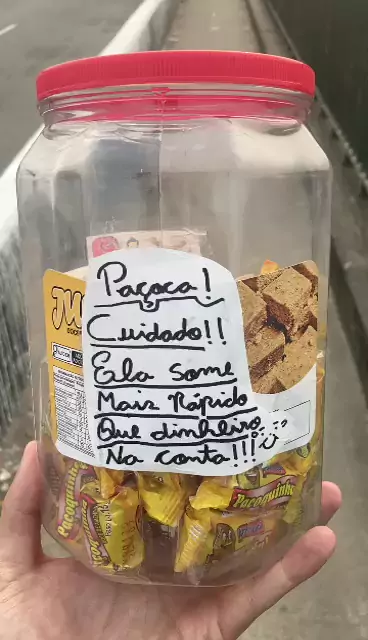 Paçoca!
Cuidado!!
Ela some
Mais Rápido
Que dinheiro
Na conta!!!
Paçoquinha
Paçoquinha